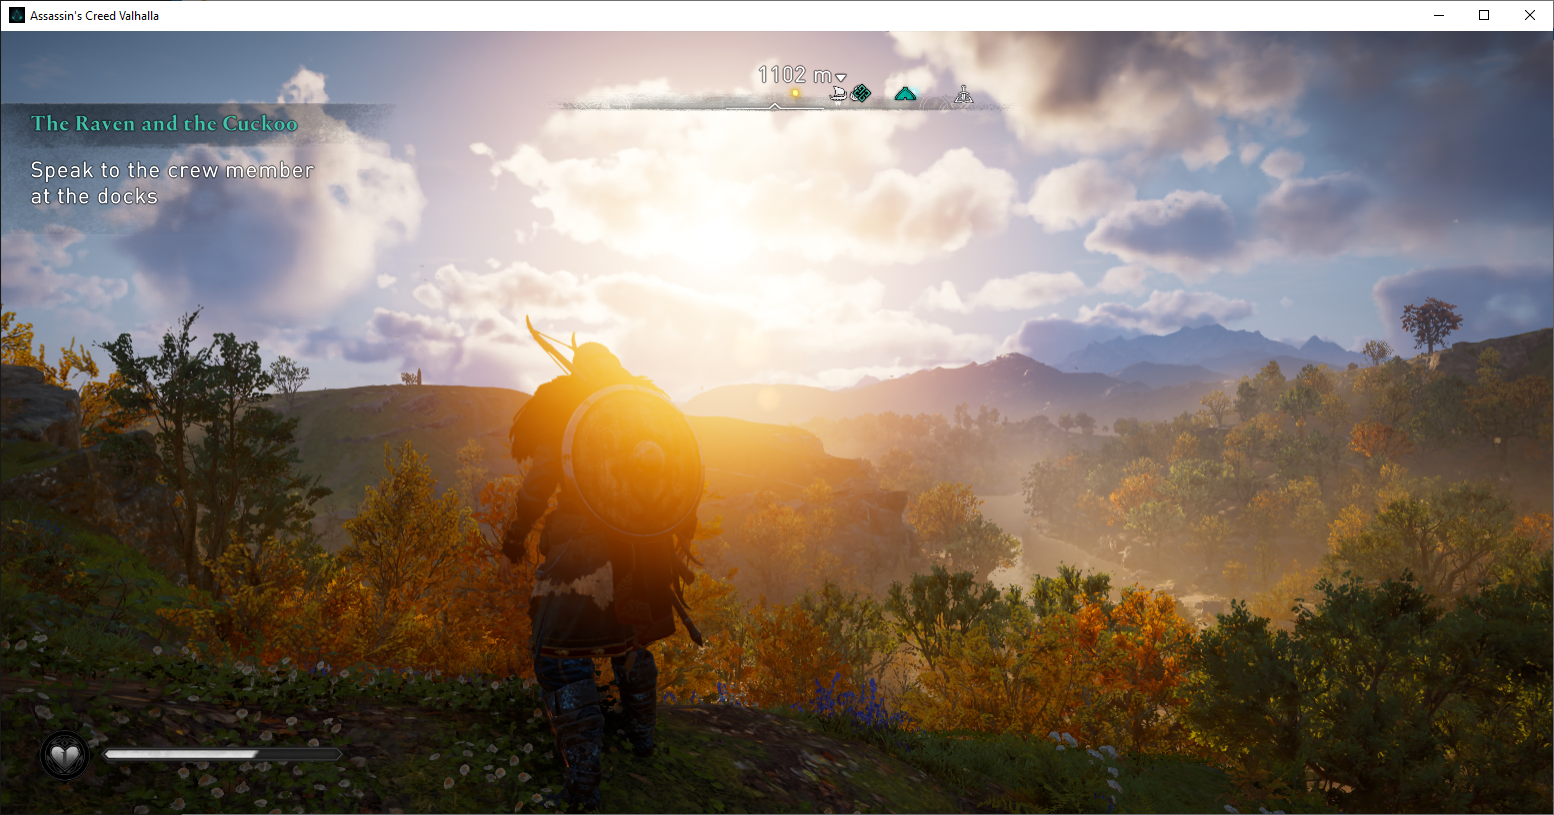 Assassin's Creed Valhalla
1102 m
The Raven and the Cuckoo
Speak to the crew member
at the docks